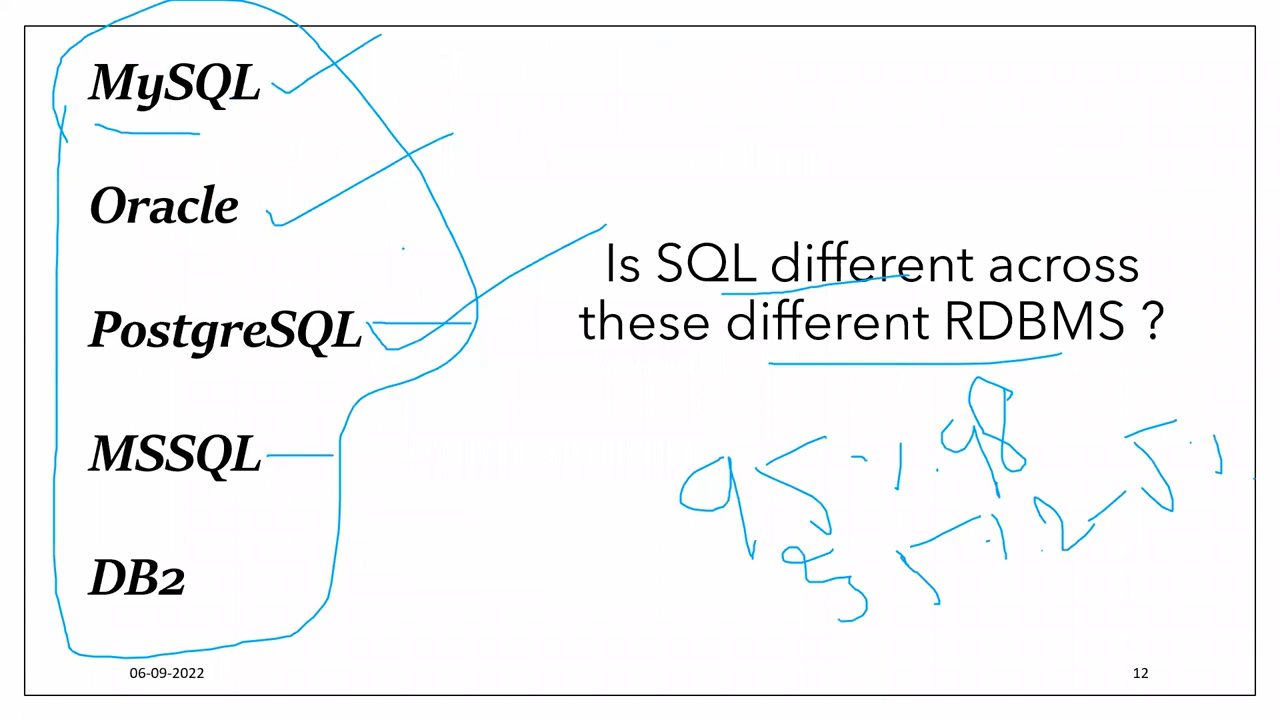 MySQL
Oracle
PostgreSQL
MSSQL
DB2
Is SQL different across
these different RDBMS ?
06-09-2022
12